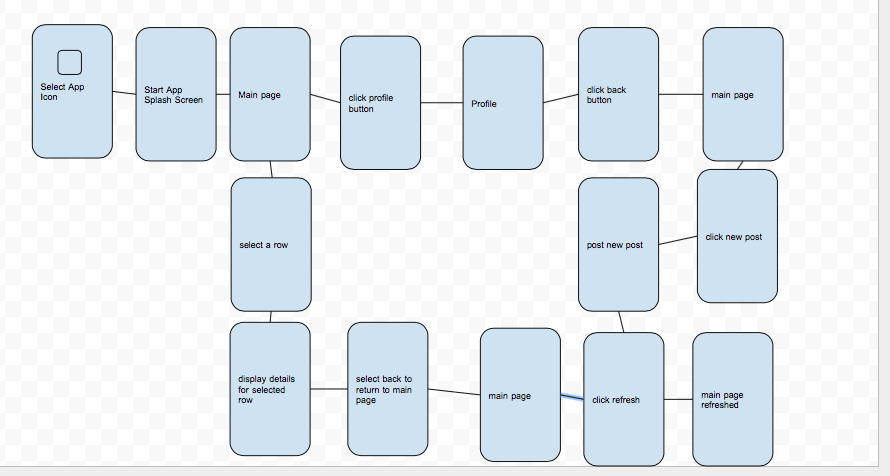 Select App
Icon
Start App
Splash Screen
Main page
click profile
button
Profile
click back
button
main page
select a row
post new post
click new post
display details
for selected
row
select back to
return to main
page
main page
click refresh
main page
refreshed